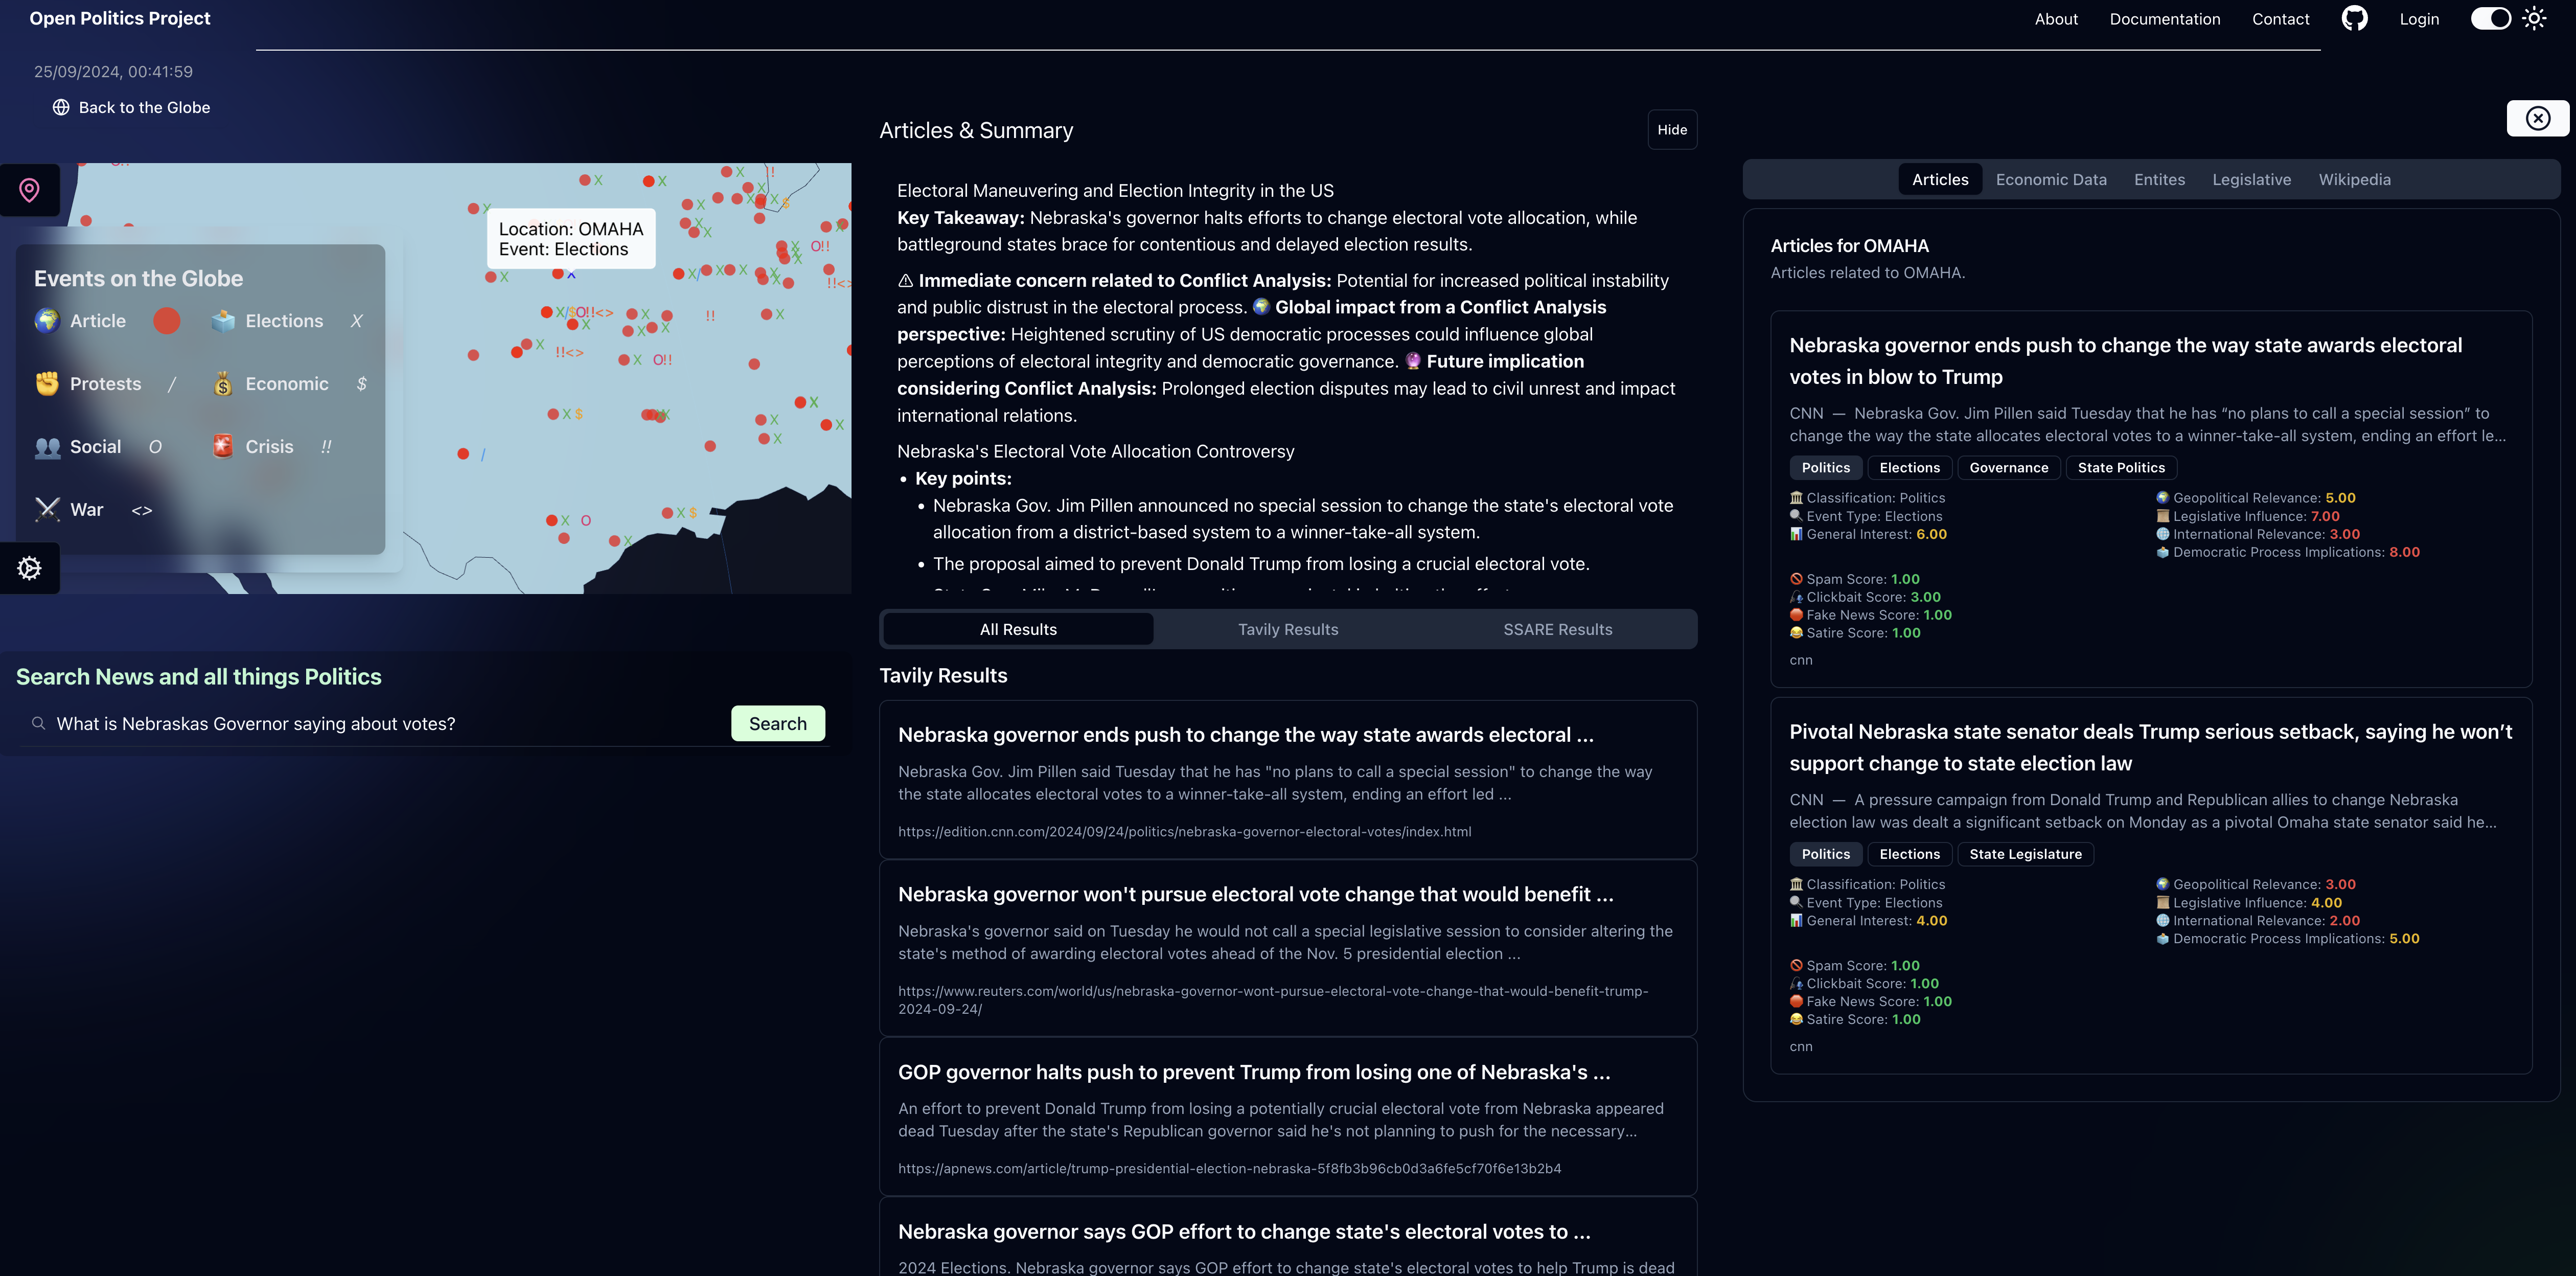 Open Politics Project
About
Documentation
Contact
Login
25/09/2024, 00:41:59
Back to the Globe
Location: OMAHA
Event: Elections
Events on the Globe
Article
Elections X
Protests /
Economic $
Social O
Crisis !!
War <>
Search News and all things Politics
What is Nebraskas Governor saying about votes?
Search
Articles & Summary
Hide
Electoral Maneuvering and Election Integrity in the US
Key Takeaway: Nebraska's governor halts efforts to change electoral vote allocation, while
battleground states brace for contentious and delayed election results.
⚠ Immediate concern related to Conflict Analysis: Potential for increased political instability
and public distrust in the electoral process. 🌍 Global impact from a Conflict Analysis
perspective: Heightened scrutiny of US democratic processes could influence global
perceptions of electoral integrity and democratic governance. 🔮 Future implication
considering Conflict Analysis: Prolonged election disputes may lead to civil unrest and impact
international relations.
Nebraska's Electoral Vote Allocation Controversy
• Key points:
• Nebraska Gov. Jim Pillen announced no special session to change the state's electoral vote
allocation from a district-based system to a winner-take-all system.
• The proposal aimed to prevent Donald Trump from losing a crucial electoral vote.
All Results
Tavily Results
SSARE Results
Tavily Results
Nebraska governor ends push to change the way state awards electoral ...
Nebraska Gov. Jim Pillen said Tuesday that he has "no plans to call a special session" to change the way
the state allocates electoral votes to a winner-take-all system, ending an effort led ...
https://edition.cnn.com/2024/09/24/politics/nebraska-governor-electoral-votes/index.html
Nebraska governor won't pursue electoral vote change that would benefit ...
Nebraska's governor said on Tuesday he would not call a special legislative session to consider altering the
state's method of awarding electoral votes ahead of the Nov. 5 presidential election ...
https://www.reuters.com/world/us/nebraska-governor-wont-pursue-electoral-vote-change-that-would-benefit-trump-
2024-09-24/
GOP governor halts push to prevent Trump from losing one of Nebraska's ...
An effort to prevent Donald Trump from losing a potentially crucial electoral vote from Nebraska appeared
dead Tuesday after the state's Republican governor said he's not planning to push for the necessary...
https://apnews.com/article/trump-presidential-election-nebraska-5f8fb3b96cb0d3a6fe5cf70f6e13b2b4
Nebraska governor says GOP effort to change state's electoral votes to ...
2024 Elections. Nebraska governor says GOP effort to change state's electoral votes to help Trump is dead
Articles
Economic Data
Entites
Legislative
Wikipedia
Articles for OMAHA
Articles related to OMAHA.
Nebraska governor ends push to change the way state awards electoral
votes in blow to Trump
CNN — Nebraska Gov. Jim Pillen said Tuesday that he has “no plans to call a special session” to
change the way the state allocates electoral votes to a winner-take-all system, ending an effort le...
Politics
Elections
Governance
State Politics
Classification: Politics
Event Type: Elections
General Interest: 6.00
Geopolitical Relevance: 5.00
Legislative Influence: 7.00
International Relevance: 3.00
Democratic Process Implications: 8.00
Spam Score: 1.00
Clickbait Score: 3.00
Fake News Score: 1.00
Satire Score: 1.00
cnn
Pivotal Nebraska state senator deals Trump serious setback, saying he won’t
support change to state election law
CNN — A pressure campaign from Donald Trump and Republican allies to change Nebraska
election law was dealt a significant setback on Monday as a pivotal Omaha state senator said he...
Politics
Elections
State Legislature
Classification: Politics
Event Type: Elections
General Interest: 4.00
Geopolitical Relevance: 3.00
Legislative Influence: 4.00
International Relevance: 2.00
Democratic Process Implications: 5.00
Spam Score: 1.00
Clickbait Score: 1.00
Fake News Score: 1.00
Satire Score: 1.00
cnn